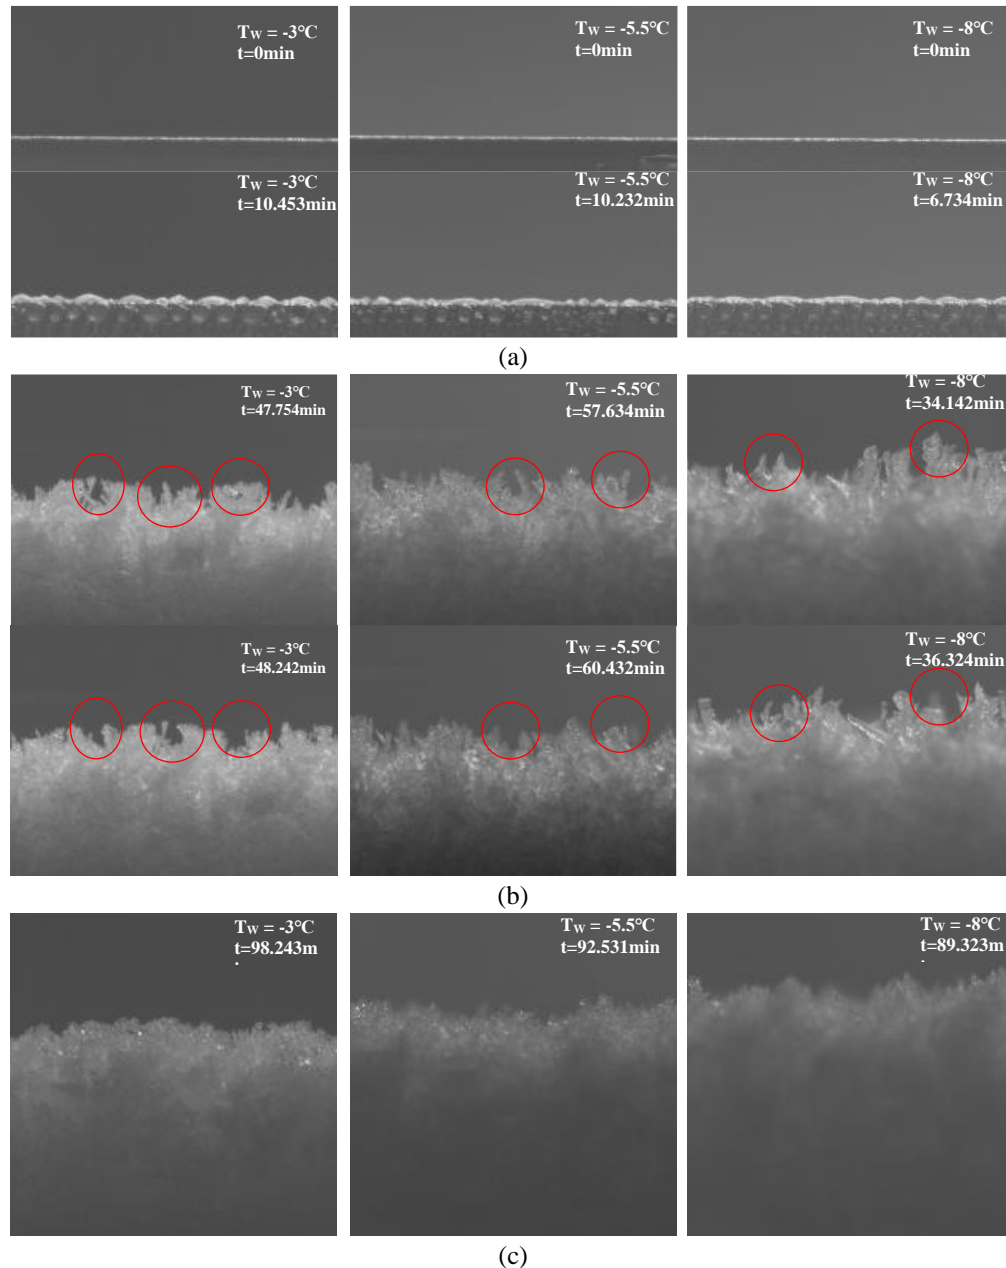 Tw = -3°C
t=0min
Tw = -5.5°C
t=0min
Tw = -8°C
t=0min
Tw = -3°C
t=10.453min
Tw = -5.5°C
t=10.232min
Tw = -8°C
t=6.734min
(a)
Tw = -3°C
t=47.754min
Tw = -5.5°C
t=57.634min
Tw = -8°C
t=34.142min
Tw = -3°C
t=48.242min
Tw = -5.5°C
t=60.432min
Tw = -8°C
t=36.324min
(b)
Tw = -3°C
t=98.243m
Tw = -5.5°C
t=92.531min
Tw = -8°C
t=89.323m
(c)